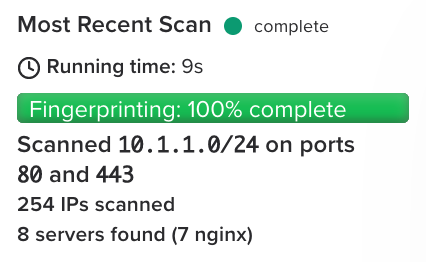 Most Recent Scan complete
Running time: 9s
Fingerprinting: 100% complete
Scanned 10.1.1.0/24 on ports
80 and 443
254 IPs scanned
8 servers found (7 nginx)